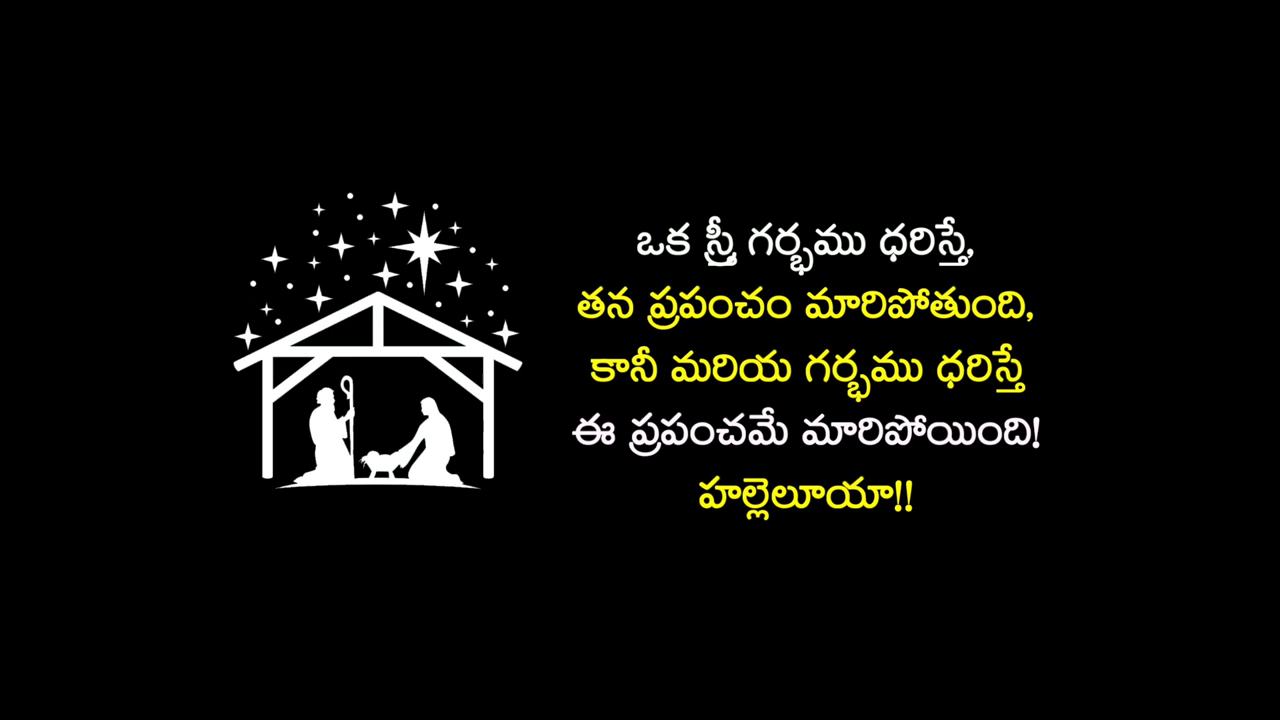 ఒక స్త్రీ గర్భము ధరిస్తే,
తన ప్రపంచం మారిపోతుంది,
కానీ మరియ గర్భము ధరిస్తే
ఈ ప్రపంచమే మారిపోయింది!
హల్లెలూయా!!